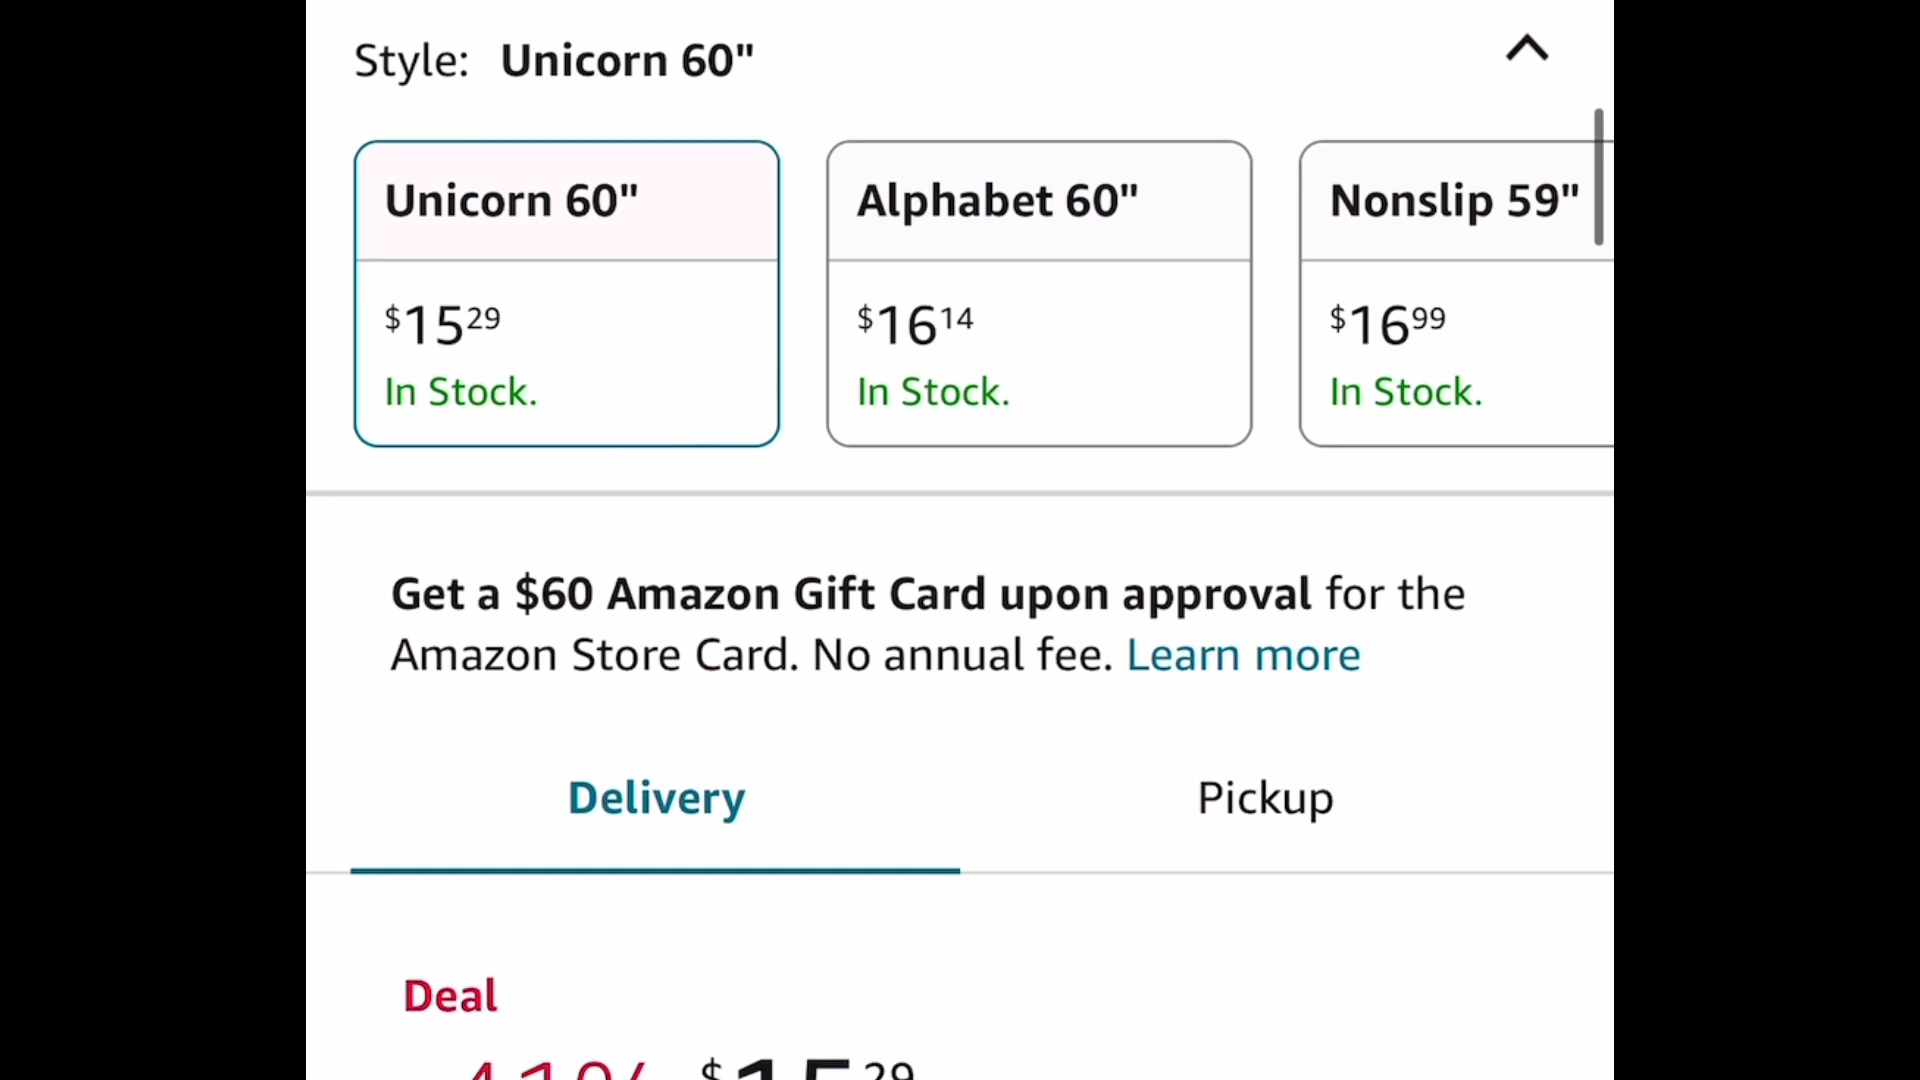 Style: Unicorn 60"
Unicorn 60"
$1529
In Stock.
Alphabet 60"
$1614
In Stock.
Nonslip 59"
$1699
In Stock.
Get a $60 Amazon Gift Card upon approval for the
Amazon Store Card. No annual fee. Learn more
Delivery
Pickup
Deal
$1529